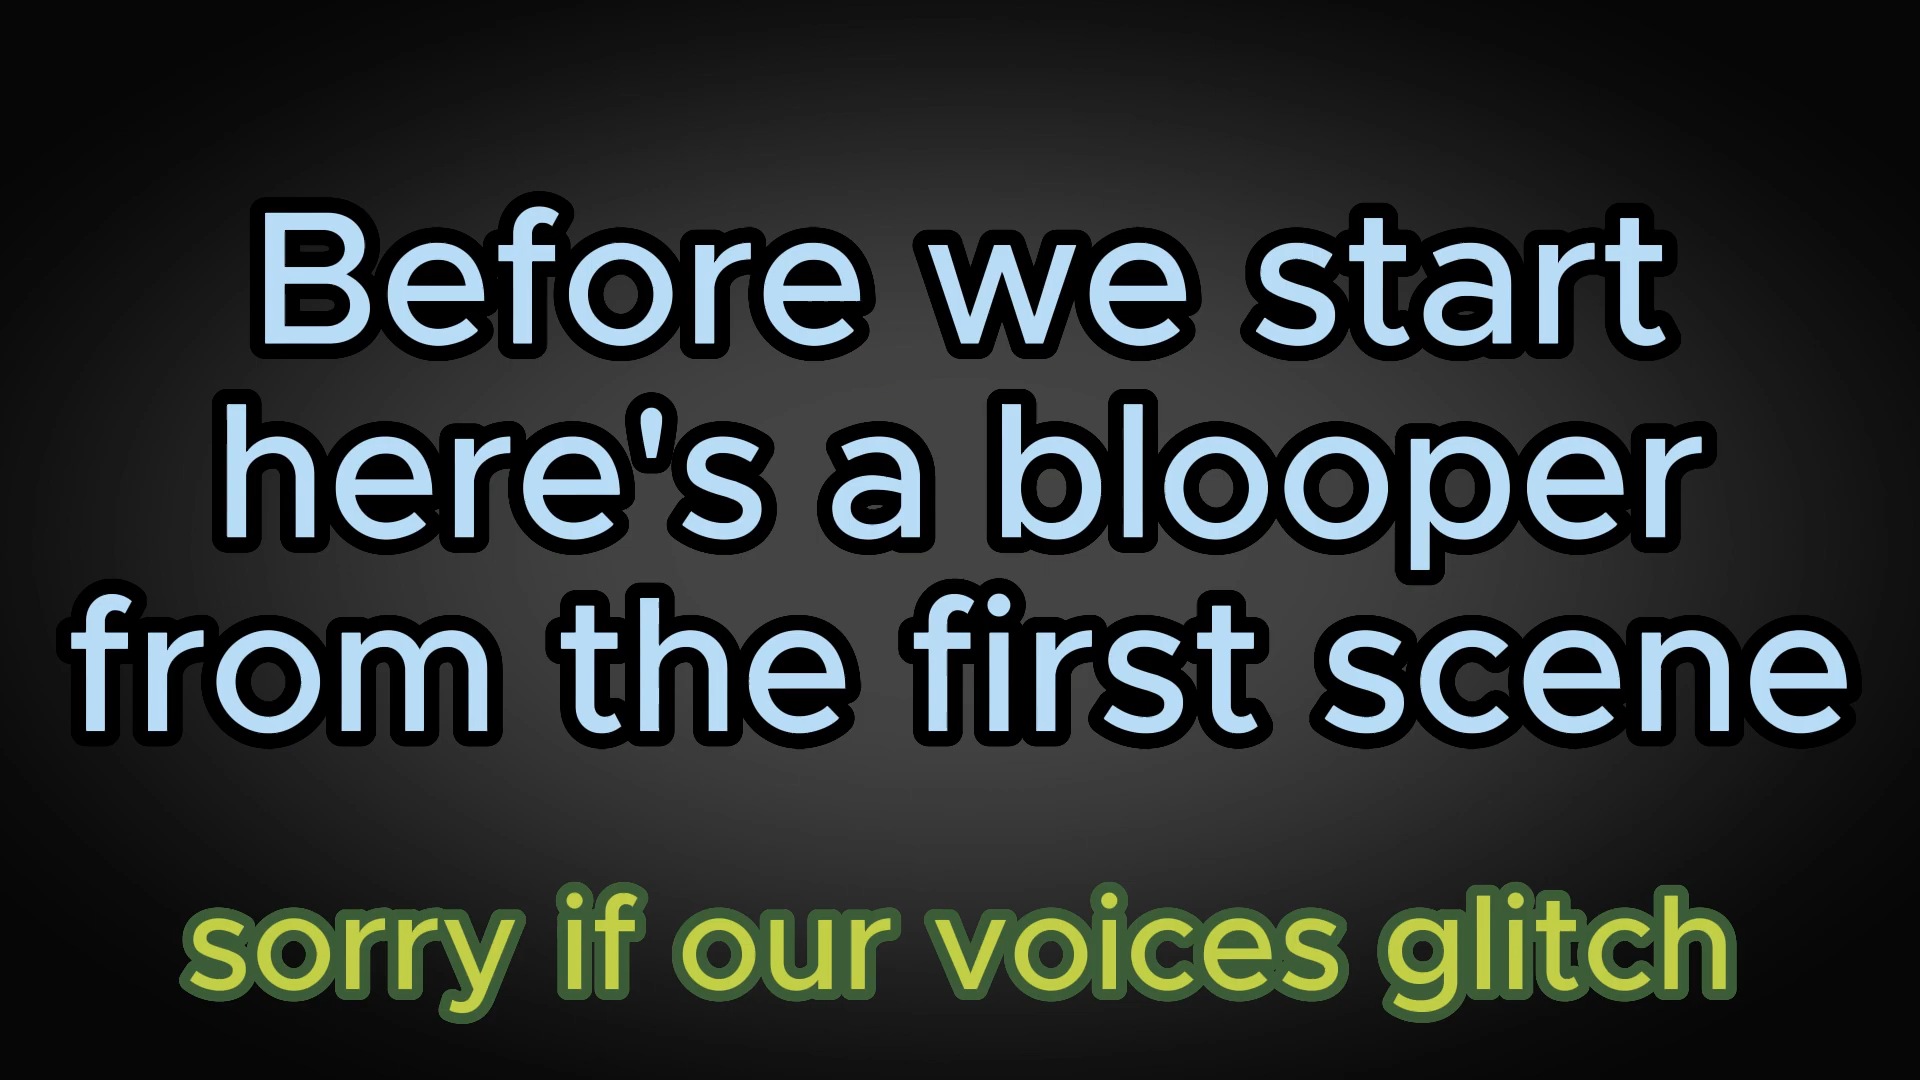 Before we start
here's a blooper
from the first scene
sorry if our voices glitch